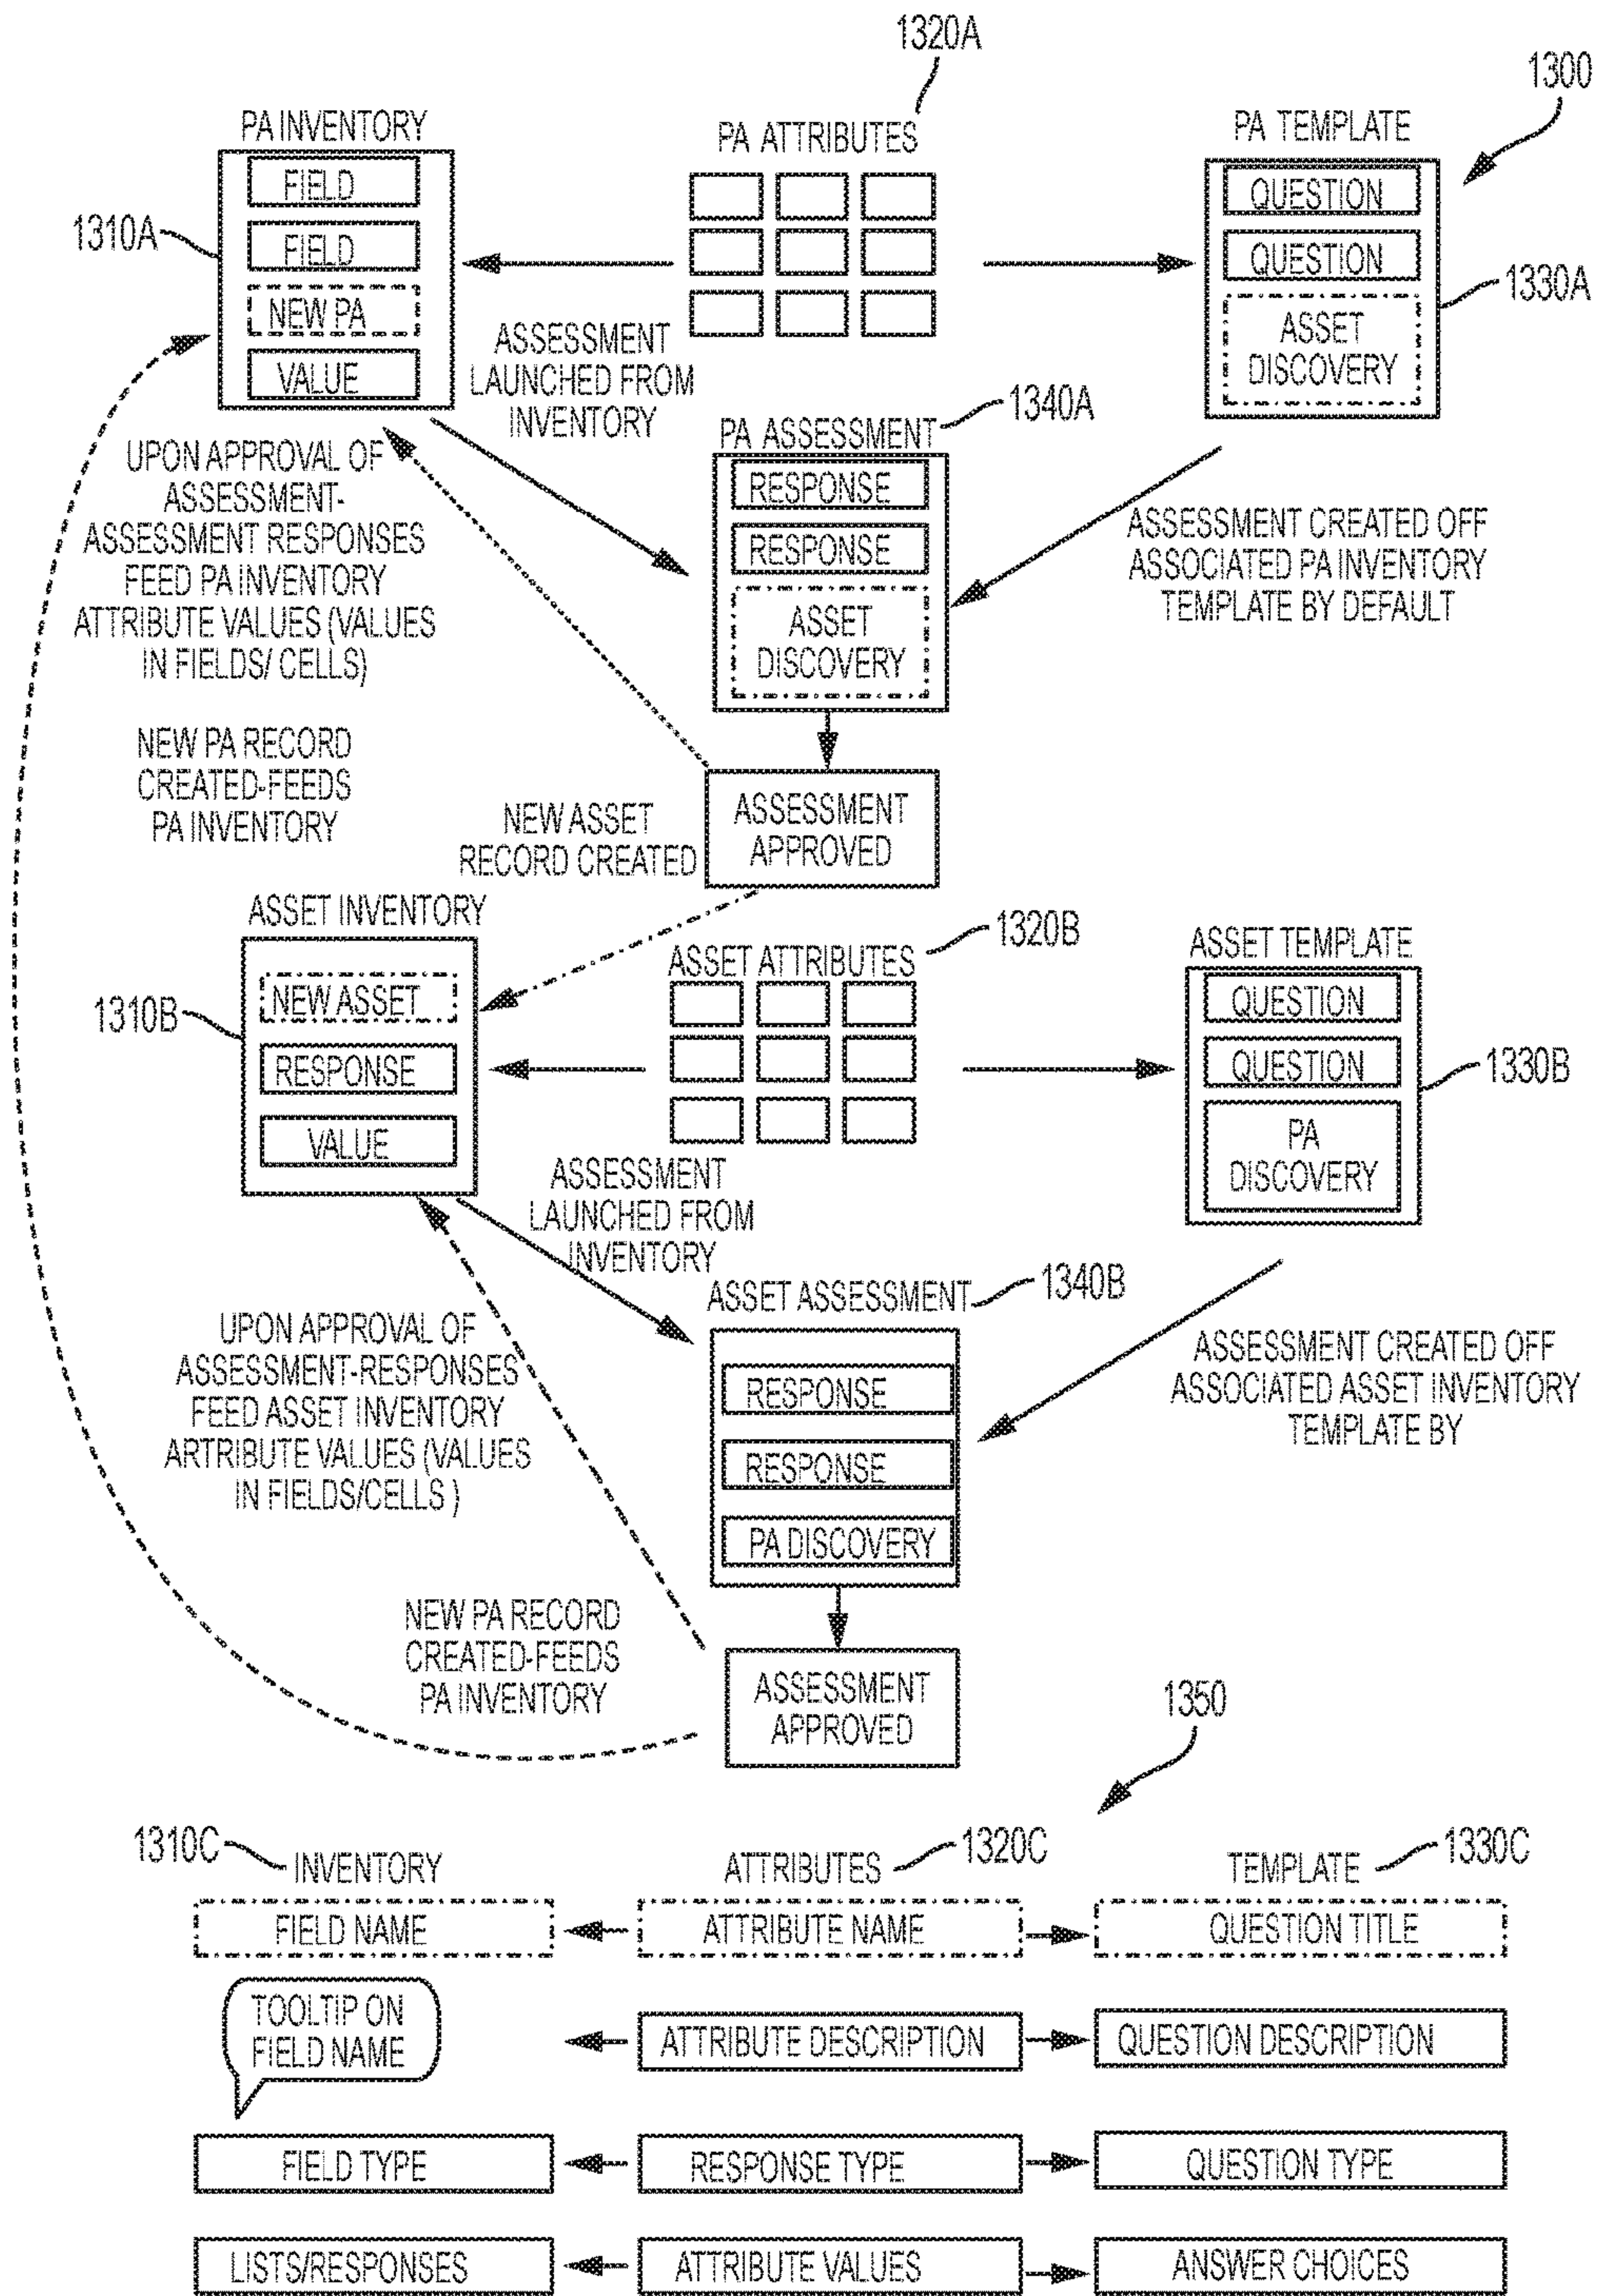 1320A
1300
PA INVENTORY
PA ATTRIBUTES
PA TEMPLATE
FIELD
FIELD
NEW PA
VALUE
1310A
QUESTION
QUESTION
ASSET
DISCOVERY
1330A
ASSESSMENT
LAUNCHED FROM
INVENTORY
1340A
PA ASSESSMENT
RESPONSE
RESPONSE
ASSET
DISCOVERY
UPON APPROVAL OF
ASSESSMENT-
ASSESSMENT RESPONSES
FEED PA INVENTORY
ATTRIBUTE VALUES (VALUES
IN FIELDS/ CELLS)
ASSESSMENT CREATED OFF
ASSOCIATED PA INVENTORY
TEMPLATE BY DEFAULT
NEW PA RECORD
CREATED-FEEDS
PA INVENTORY
NEW ASSET
RECORD CREATED
ASSESSMENT
APPROVED
ASSET INVENTORY
1320B
ASSET ATTRIBUTES
ASSET TEMPLATE
NEW ASSET
RESPONSE
VALUE
1310B
QUESTION
QUESTION
PA
DISCOVERY
1330B
ASSESSMENT
LAUNCHED FROM
INVENTORY
1340B
ASSET ASSESSMENT
RESPONSE
RESPONSE
PA DISCOVERY
UPON APPROVAL OF
ASSESSMENT-RESPONSES
FEED ASSET INVENTORY
ARTRIBUTE VALUES (VALUES
IN FIELDS/CELLS )
ASSESSMENT CREATED OFF
ASSOCIATED ASSET INVENTORY
TEMPLATE BY
NEW PA RECORD
CREATED-FEEDS
PA INVENTORY
ASSESSMENT
APPROVED
1350
1310C
INVENTORY
ATTRIBUTES
1320C
TEMPLATE
1330C
FIELD NAME
ATTRIBUTE NAME
QUESTION TITLE
TOOLTIP ON
FIELD NAME
ATTRIBUTE DESCRIPTION
QUESTION DESCRIPTION
FIELD TYPE
RESPONSE TYPE
QUESTION TYPE
LISTS/RESPONSES
ATTRIBUTE VALUES
ANSWER CHOICES